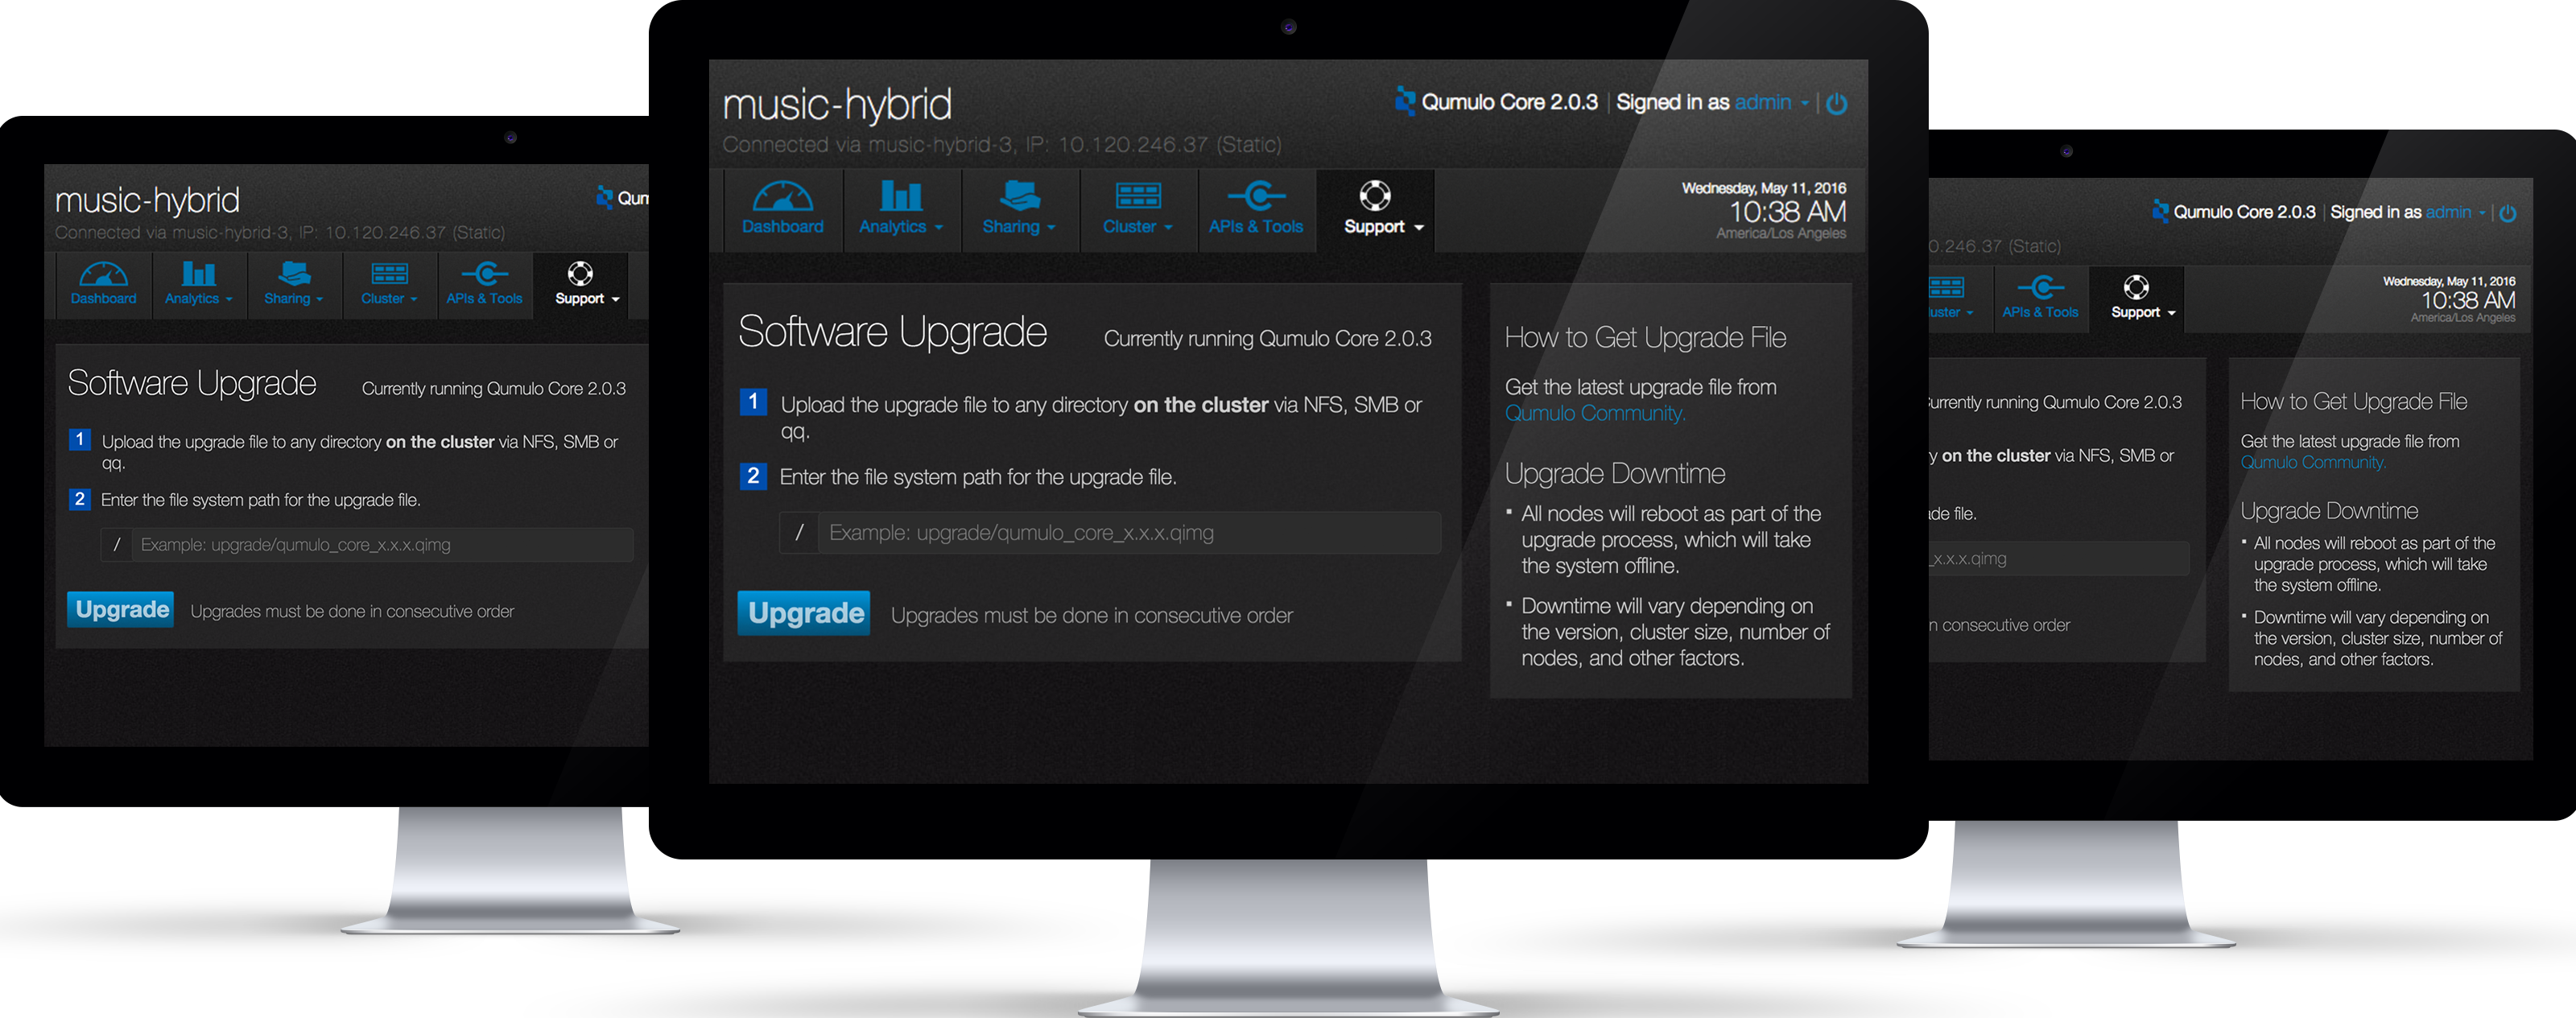 music-hybrid
Qum
Connected via music-hybrid-3, IP: 10.120.246.37 (Static)
Dashboard
Analytics
Sharing
Cluster
APIs & Tools
Support
Software Upgrade
Currently running Qumulo Core 2.0.3
1
Upload the upgrade file to any directory on the cluster via NFS, SMB or
qq.
2
Enter the file system path for the upgrade file.
/
Example: upgrade/qumulo_core_x.x.x.qimg
Upgrade
Upgrades must be done in consecutive order
music-hybrid
Qumulo Core 2.0.3
Signed in as admin
Connected via music-hybrid-3, IP: 10.120.246.37 (Static)
Dashboard
Analytics
Sharing
Cluster
APIs & Tools
Support
Wednesday, May 11, 2016
10:38 AM
America/Los Angeles
Software Upgrade
Currently running Qumulo Core 2.0.3
1
Upload the upgrade file to any directory on the cluster via NFS, SMB or
qq.
2
Enter the file system path for the upgrade file.
/
Example: upgrade/qumulo_core_x.x.x.qimg
Upgrade
Upgrades must be done in consecutive order
How to Get Upgrade File
Get the latest upgrade file from
Qumulo Community.
Upgrade Downtime
▪ All nodes will reboot as part of the
upgrade process, which will take
the system offline.
▪ Downtime will vary depending on
the version, cluster size, number of
nodes, and other factors.
Qumulo Core 2.0.3
Signed in as admin
0.246.37 (Static)
luster
APIs & Tools
Support
Wednesday, May 11, 2016
10:38 AM
America/Los Angeles
urrently running Qumulo Core 2.0.3
y on the cluster via NFS, SMB or
de file.
_x.x.x.qimg
n consecutive order
How to Get Upgrade File
Get the latest upgrade file from
Qumulo Community.
Upgrade Downtime
▪ All nodes will reboot as part of the
upgrade process, which will take
the system offline.
▪ Downtime will vary depending on
the version, cluster size, number of
nodes, and other factors.